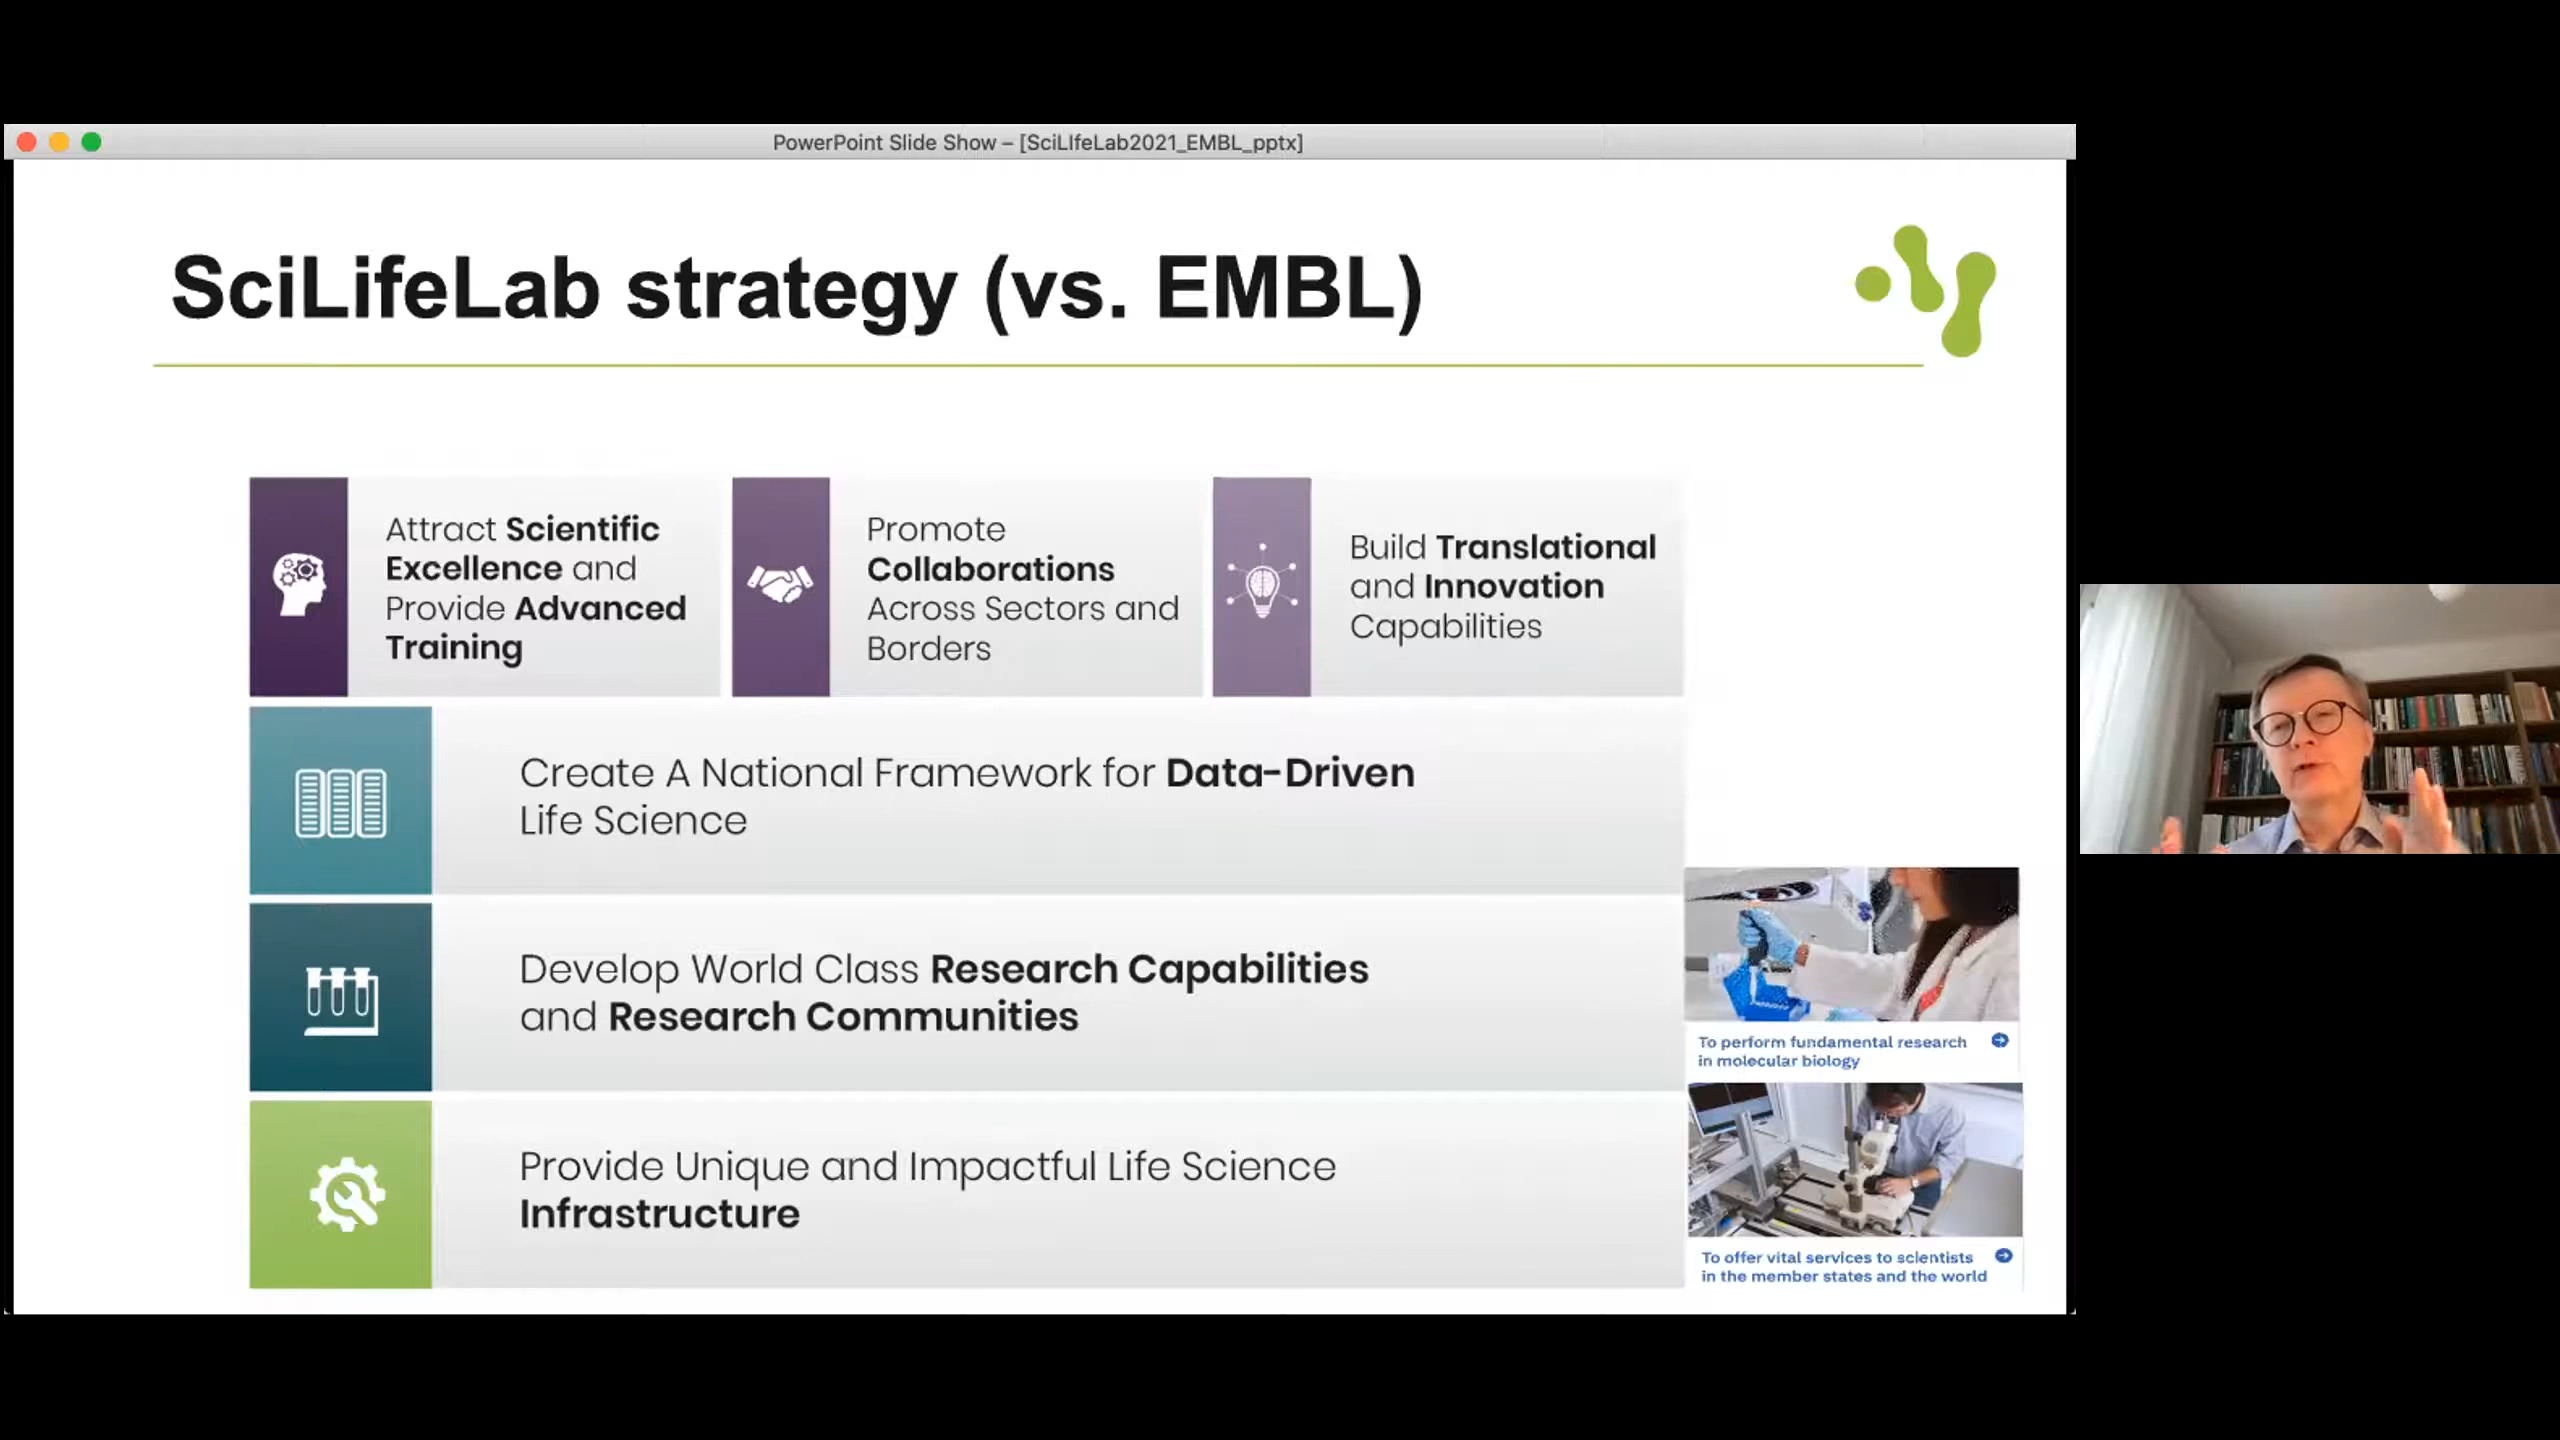 PowerPoint Slide Show – [SciLIfeLab2021_EMBL_pptx]
SciLifeLab strategy (vs. EMBL)
Attract Scientific
Excellence and
Provide Advanced
Training
Promote
Collaborations
Across Sectors and
Borders
Build Translational
and Innovation
Capabilities
Create A National Framework for Data-Driven
Life Science
Develop World Class Research Capabilities
and Research Communities
Provide Unique and Impactful Life Science
Infrastructure
To perform fundamental research
in molecular biology
To offer vital services to scientists
in the member states and the world